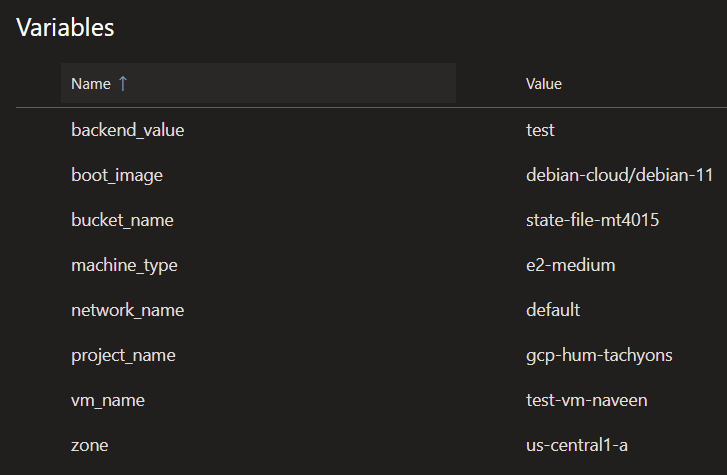 Variables
Name ↑ Value
backend_value test
boot_image debian-cloud/debian-11
bucket_name state-file-mt4015
machine_type e2-medium
network_name default
project_name gcp-hum-tachyons
vm_name test-vm-naveen
zone us-central1-a